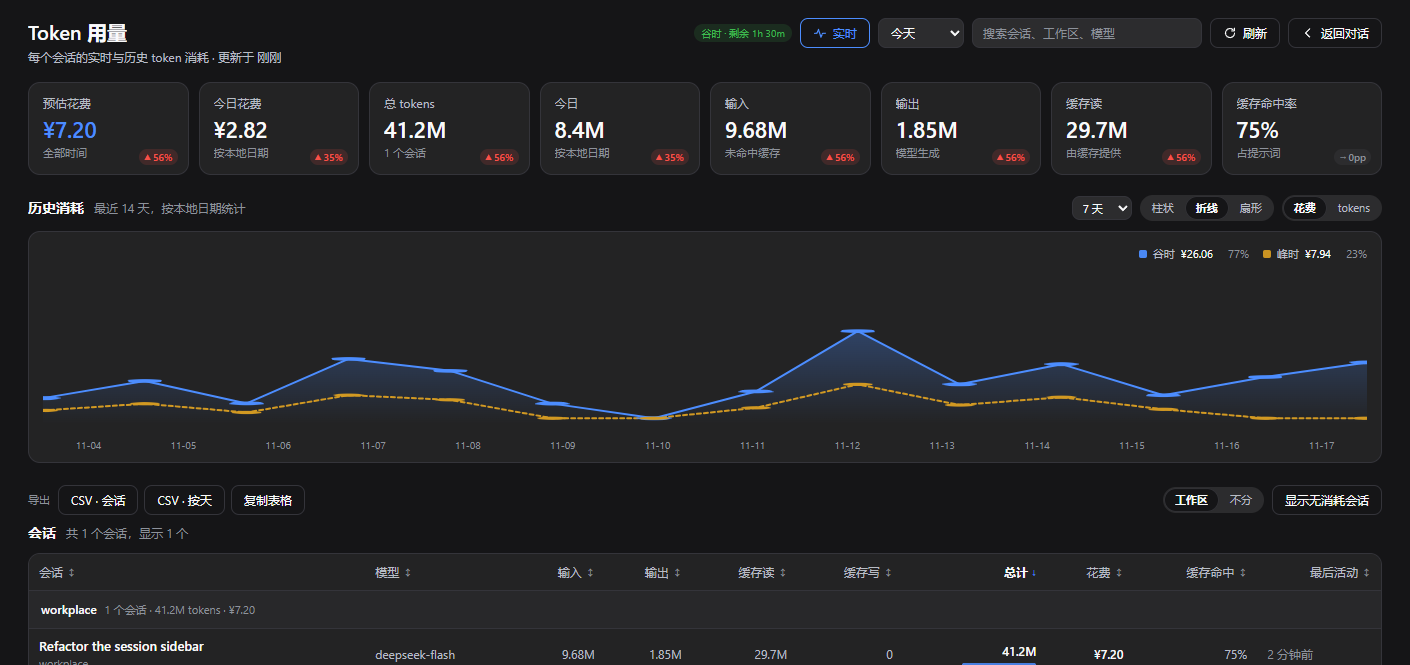 Token 用量
谷时 · 剩余 1h 30m 实时 今天 搜索会话、工作区、模型 刷新 返回对话
每个会话的实时与历史 token 消耗 · 更新于 刚刚
预估花费 今日花费 总 tokens 今日 输入 输出 缓存读 缓存命中率
¥7.20 ¥2.82 41.2M 8.4M 9.68M 1.85M 29.7M 75%
全部时间 ▲56% 按本地日期 ▲35% 1 个会话 ▲56% 按本地日期 ▲35% 未命中缓存 ▲56% 模型生成 ▲56% 由缓存提供 ▲56% 占提示词 →0pp
历史消耗 最近 14 天，按本地日期统计 7 天 柱状 折线 扇形 花费 tokens
谷时 ¥26.06 77% 峰时 ¥7.94 23%
11-04 11-05 11-06 11-07 11-08 11-09 11-10 11-11 11-12 11-13 11-14 11-15 11-16 11-17
导出 CSV · 会话 CSV · 按天 复制表格 工作区 不分 显示无消耗会话
会话 共 1 个会话，显示 1 个
会话 ↕ 模型 ↕ 输入 ↕ 输出 ↕ 缓存读 ↕ 缓存写 ↕ 总计 ↓ 花费 ↕ 缓存命中 ↕ 最后活动 ↕
workplace 1 个会话 · 41.2M tokens · ¥7.20
Refactor the session sidebar
workplace
deepseek-flash 9.68M 1.85M 29.7M 0 41.2M ¥7.20 75% 2 分钟前